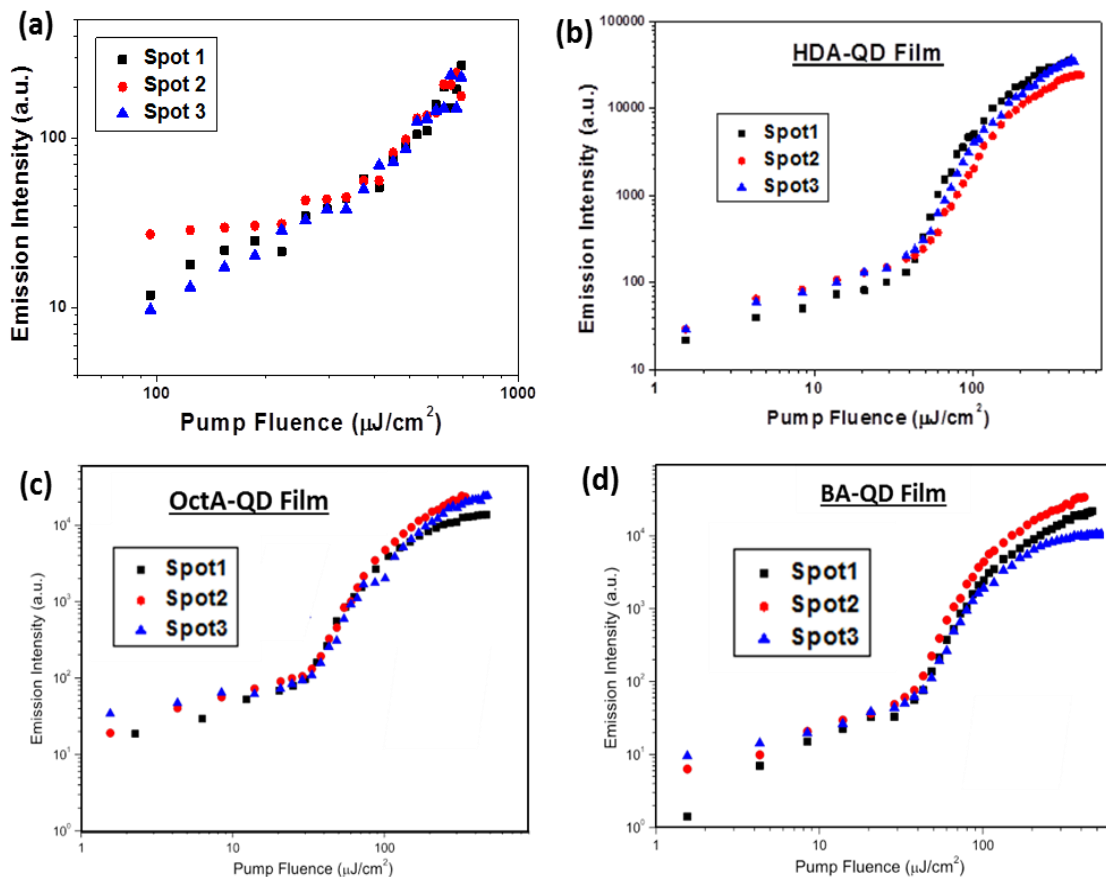 (a)
Spot 1
Spot 2
Spot 3
100
10
Emission Intensity (a.u.)
100
1000
Pump Fluence (μJ/cm²)
(b)
HDA-QD Film
Spot1
Spot2
Spot3
100000
10000
1000
100
10
Emission Intensity (a.u.)
1
10
100
Pump Fluence (μJ/cm²)
(c)
OctA-QD Film
Spot1
Spot2
Spot3
10⁴
10³
10²
10¹
10⁰
Emission Intensity (a.u.)
1
10
100
Pump Fluence (μJ/cm²)
(d)
BA-QD Film
Spot1
Spot2
Spot3
10⁴
10³
10²
10¹
10⁰
Emission Intensity (a.u.)
1
10
100
Pump Fluence (μJ/cm²)